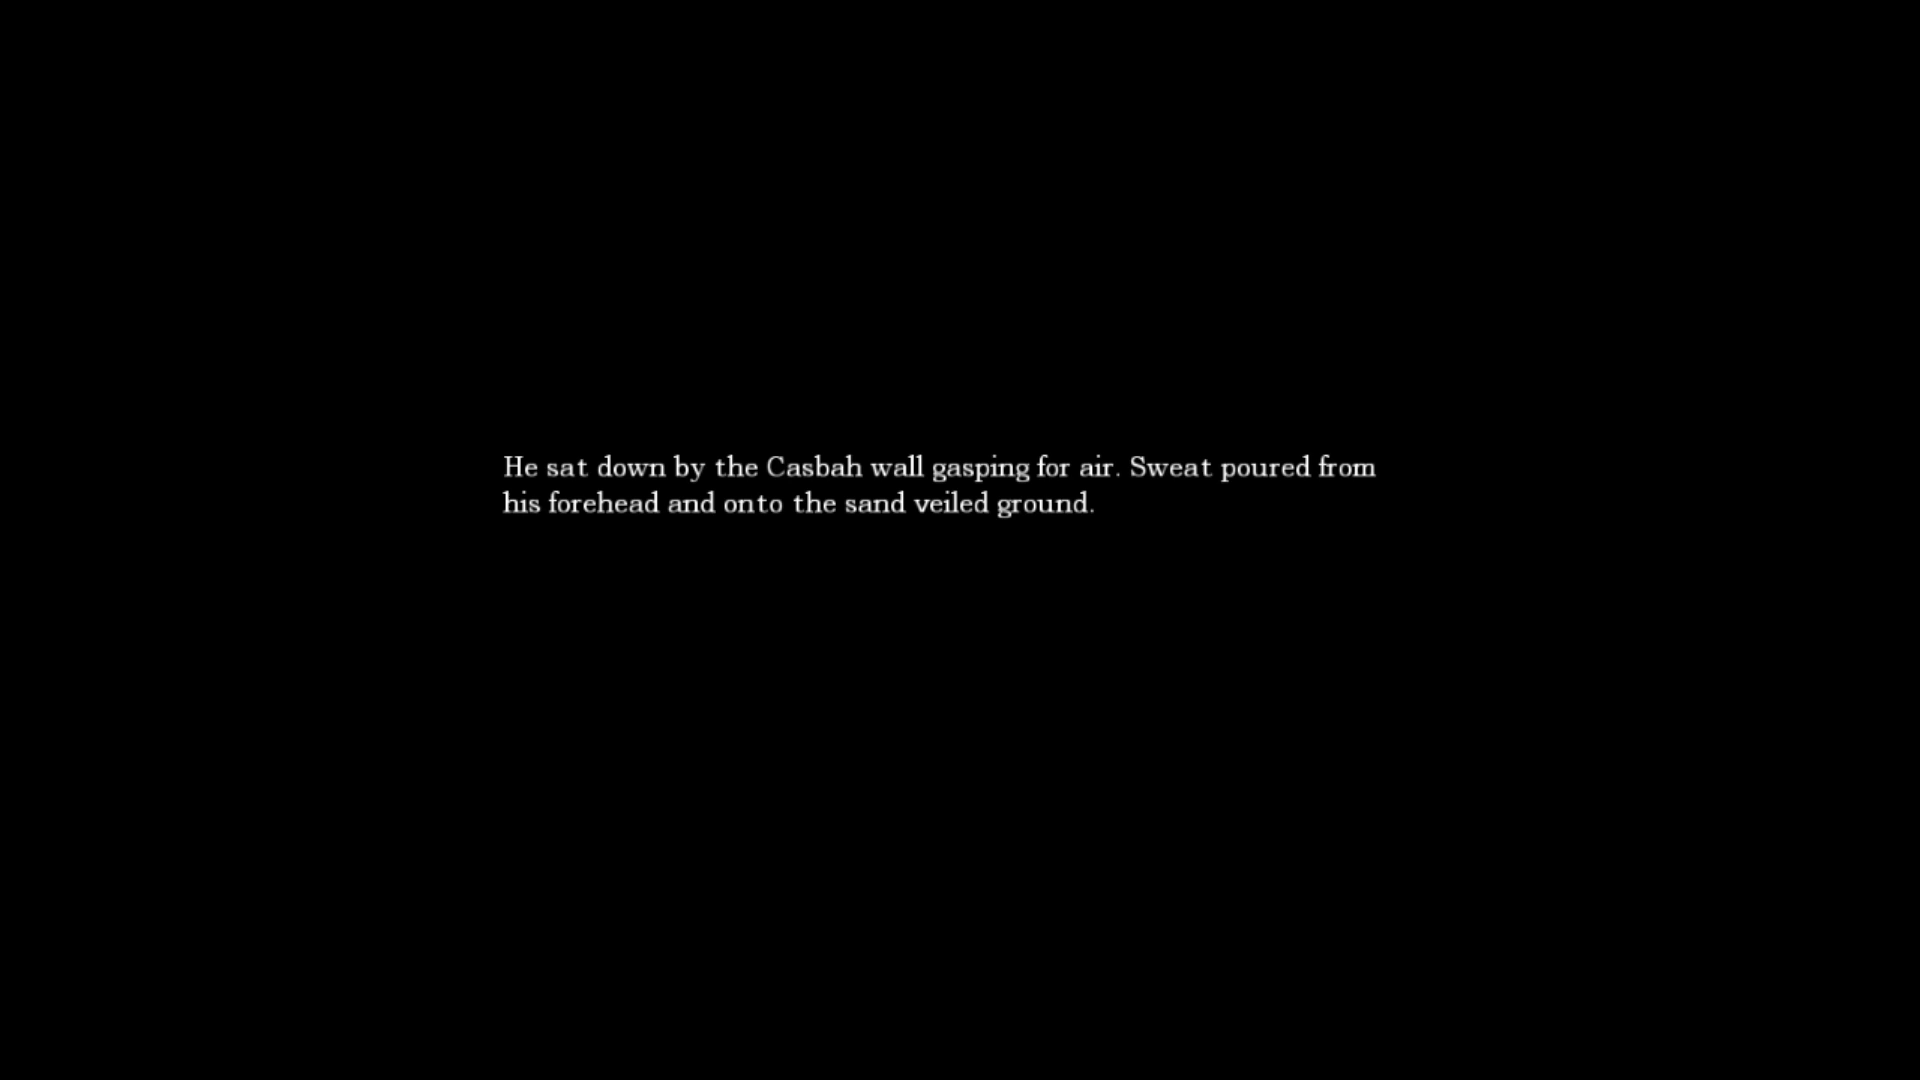 He sat down by the Casbah wall gasping for air. Sweat poured from
his forehead and onto the sand veiled ground.